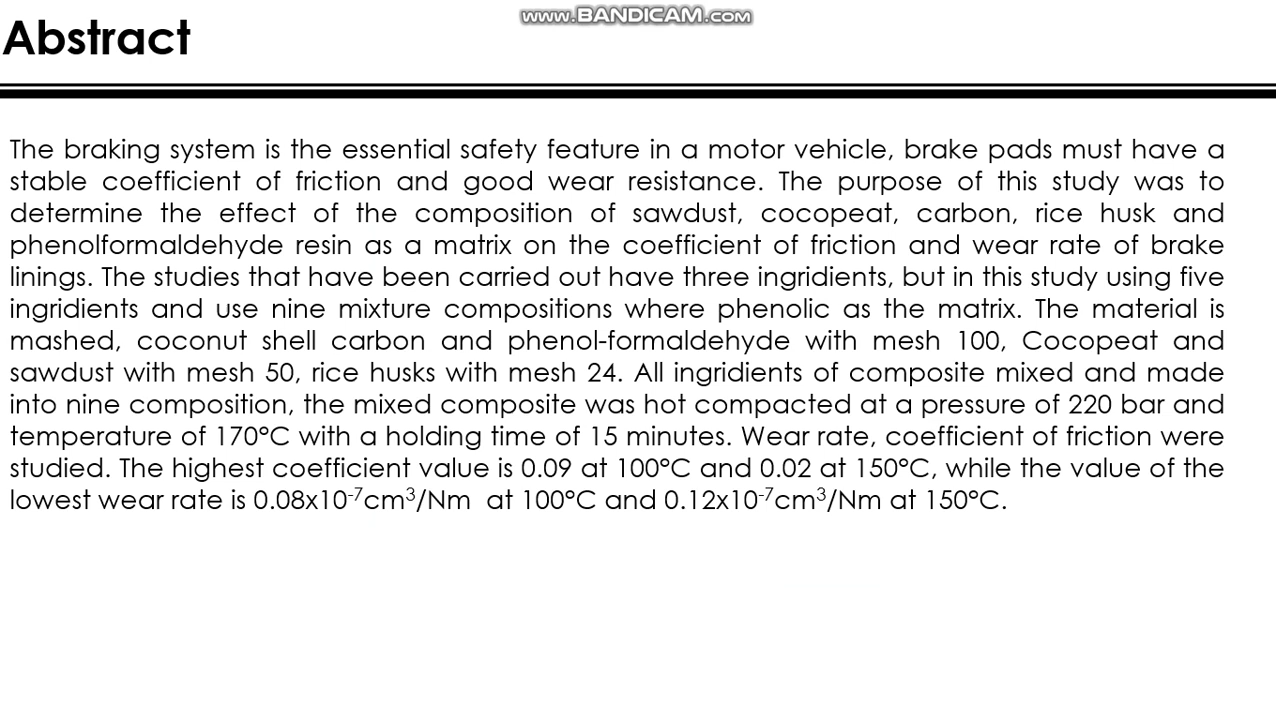 www.BANDICAM.com
Abstract
The braking system is the essential safety feature in a motor vehicle, brake pads must have a
stable coefficient of friction and good wear resistance. The purpose of this study was to
determine the effect of the composition of sawdust, cocopeat, carbon, rice husk and
phenolformaldehyde resin as a matrix on the coefficient of friction and wear rate of brake
linings. The studies that have been carried out have three ingridients, but in this study using five
ingridients and use nine mixture compositions where phenolic as the matrix. The material is
mashed, coconut shell carbon and phenol-formaldehyde with mesh 100, Cocopeat and
sawdust with mesh 50, rice husks with mesh 24. All ingridients of composite mixed and made
into nine composition, the mixed composite was hot compacted at a pressure of 220 bar and
temperature of 170°C with a holding time of 15 minutes. Wear rate, coefficient of friction were
studied. The highest coefficient value is 0.09 at 100°C and 0.02 at 150°C, while the value of the
lowest wear rate is 0.08x10⁻⁷cm³/Nm at 100°C and 0.12x10⁻⁷cm³/Nm at 150°C.